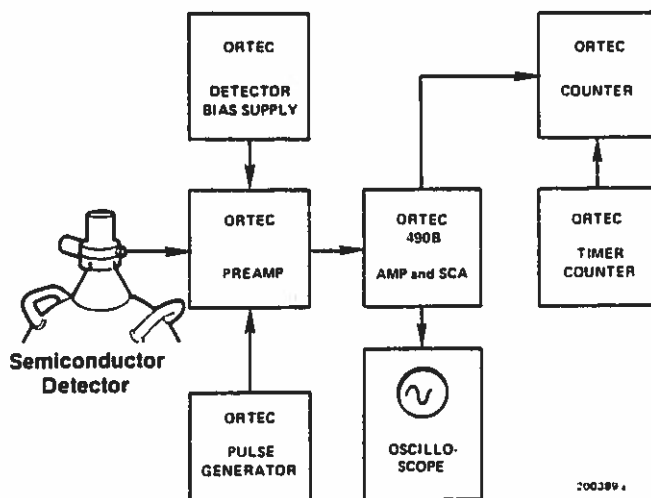 ORTEC
DETECTOR
BIAS SUPPLY
ORTEC
COUNTER
ORTEC
PREAMP
ORTEC
490B
AMP and SCA
ORTEC
TIMER
COUNTER
Semiconductor
Detector
ORTEC
PULSE
GENERATOR
OSCILLO-
SCOPE